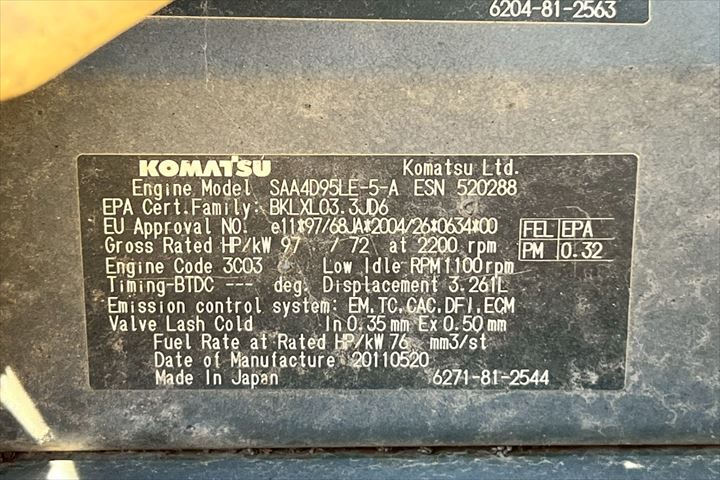 6204-81-2563
KOMATSU Komatsu Ltd.
Engine Model SAA4D95LE-5-A ESN 520288
EPA Cert.Family: BKLXL03.3JD6
EU Approval NO. e11*97/68JA*2004/26*0634*00
FEL EPA
Gross Rated HP/kW 97 / 72 at 2200 rpm
PM 0.32
Engine Code 3C03 Low Idle RPM 1100 rpm
Timing-BTDC --- deg. Displacement 3.261L
Emission control system: EM,TC,CAC,DFI,ECM
Valve Lash Cold In 0.35 mm Ex 0.50 mm
Fuel Rate at Rated HP/kW 76 mm3/st
Date of Manufacture 20110520
Made In Japan 6271-81-2544